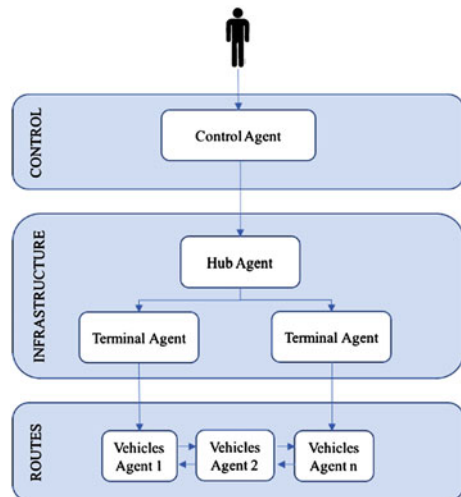 CONTROL
Control Agent
INFRASTRUCTURE
Hub Agent
Terminal Agent
Terminal Agent
ROUTES
Vehicles
Agent 1
Vehicles
Agent 2
Vehicles
Agent n